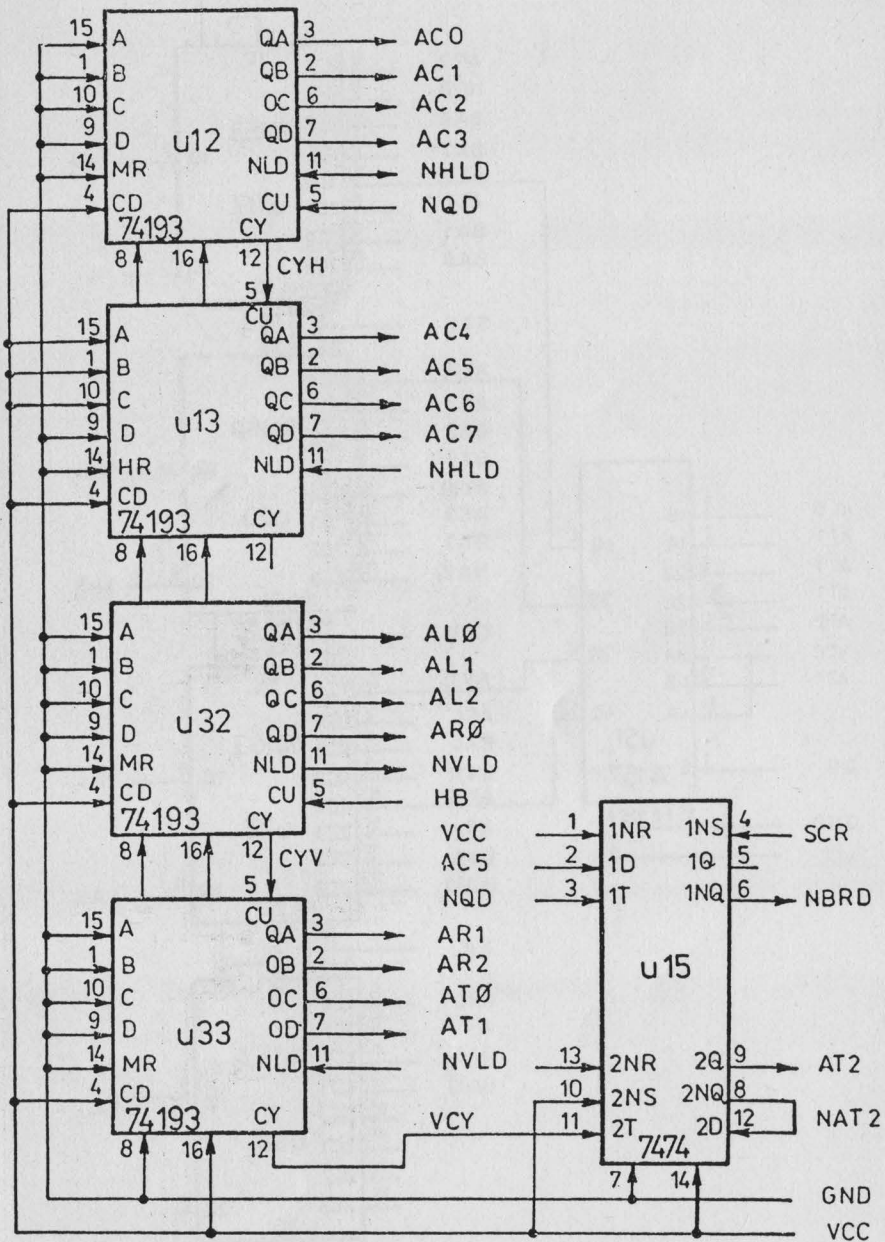 15 A QA 3 AC0
1 B QB 2 AC1
10 C OC 6 AC2
9 D QD 7 AC3
14 MR NLD 11 NHLD
4 CD CU 5 NQD
u12
74193 CY
8 16 12 CYH
5
CU
15 A QA 3 AC4
1 B QB 2 AC5
10 C QC 6 AC6
9 D QD 7 AC7
14 HR NLD 11 NHLD
4 CD
u13
74193 CY
8 16 12
15 A QA 3 ALØ
1 B QB 2 AL1
10 C QC 6 AL2
9 D QD 7 ARØ
14 MR NLD 11 NVLD
4 CD CU 5 HB
u32
74193 CY
8 16 12 CYV
5
CU
15 A QA 3 AR1
1 B OB 2 AR2
10 C OC 6 ATØ
9 D OD 7 AT1
14 MR NLD 11 NVLD
4 CD
u33
74193 CY
8 16 12 VCY
VCC 1 1NR 1NS 4 SCR
AC5 2 1D 1Q 5
NQD 3 1T 1NQ 6 NBRD
u15
13 2NR 2Q 9 AT2
10 2NS 2NQ 8
11 2T 2D 12 NAT2
7474
7 14
GND
VCC